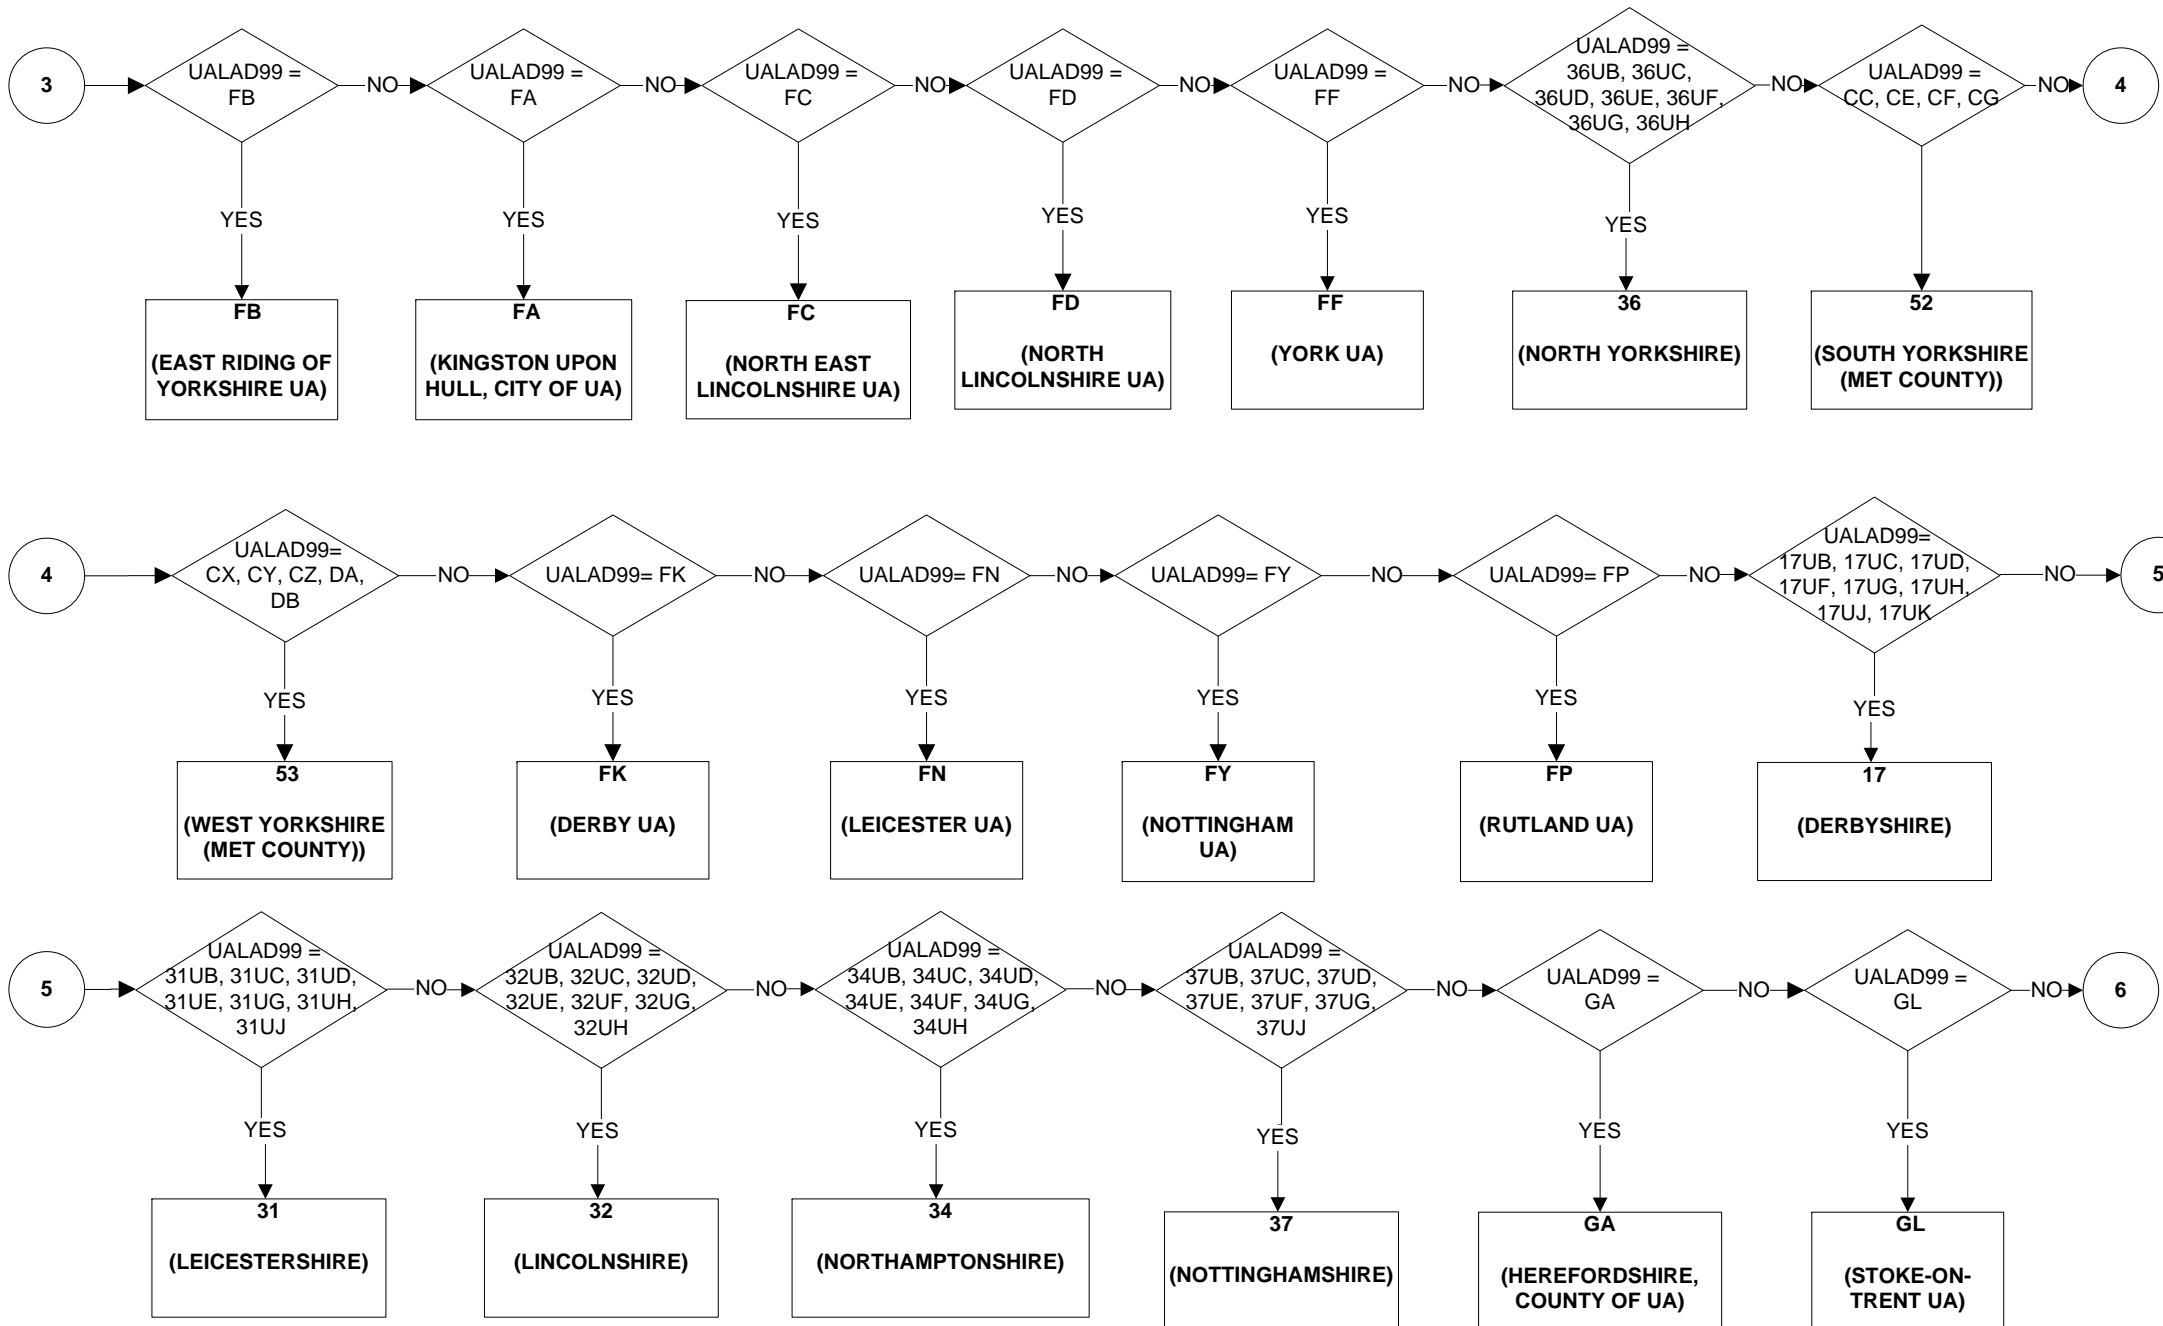 3
UALAD99 =
FB
NO
UALAD99 =
FA
NO
UALAD99 =
FC
NO
UALAD99 =
FD
NO
UALAD99 =
FF
NO
UALAD99 =
36UB, 36UC,
36UD, 36UE, 36UF,
36UG, 36UH
NO
UALAD99 =
CC, CE, CF, CG
NO
4
YES
YES
YES
YES
YES
YES
YES
FB
(EAST RIDING OF
YORKSHIRE UA)
FA
(KINGSTON UPON
HULL, CITY OF UA)
FC
(NORTH EAST
LINCOLNSHIRE UA)
FD
(NORTH
LINCOLNSHIRE UA)
FF
(YORK UA)
36
(NORTH YORKSHIRE)
52
(SOUTH YORKSHIRE
(MET COUNTY))
4
UALAD99=
CX, CY, CZ, DA,
DB
NO
UALAD99= FK
NO
UALAD99= FN
NO
UALAD99= FY
NO
UALAD99= FP
NO
UALAD99=
17UB, 17UC, 17UD,
17UF, 17UG, 17UH,
17UJ, 17UK
NO
5
YES
YES
YES
YES
YES
YES
53
(WEST YORKSHIRE
(MET COUNTY))
FK
(DERBY UA)
FN
(LEICESTER UA)
FY
(NOTTINGHAM
UA)
FP
(RUTLAND UA)
17
(DERBYSHIRE)
5
UALAD99 =
31UB, 31UC, 31UD,
31UE, 31UG, 31UH,
31UJ
NO
UALAD99 =
32UB, 32UC, 32UD,
32UE, 32UF, 32UG,
32UH
NO
UALAD99 =
34UB, 34UC, 34UD,
34UE, 34UF, 34UG,
34UH
NO
UALAD99 =
37UB, 37UC, 37UD,
37UE, 37UF, 37UG,
37UJ
NO
UALAD99 =
GA
NO
UALAD99 =
GL
NO
6
YES
YES
YES
YES
YES
YES
31
(LEICESTERSHIRE)
32
(LINCOLNSHIRE)
34
(NORTHAMPTONSHIRE)
37
(NOTTINGHAMSHIRE)
GA
(HEREFORDSHIRE,
COUNTY OF UA)
GL
(STOKE-ON-
TRENT UA)